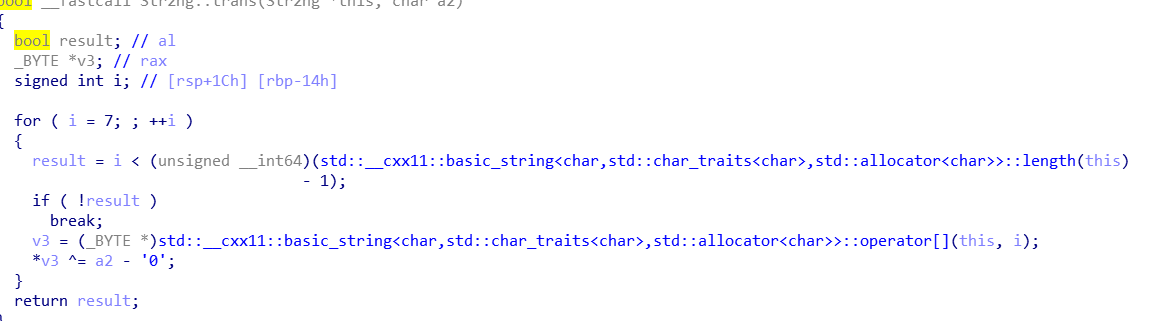 bool __fastcall Str2ng::trans(Str2ng *this, char a2)
{
bool result; // al
_BYTE *v3; // rax
signed int i; // [rsp+1Ch] [rbp-14h]
for ( i = 7; ; ++i )
{
result = i < (unsigned __int64)(std::__cxx11::basic_string<char,std::char_traits<char>,std::allocator<char>>::length(this)
- 1);
if ( !result )
break;
v3 = (_BYTE *)std::__cxx11::basic_string<char,std::char_traits<char>,std::allocator<char>>::operator[](this, i);
*v3 ^= a2 - '0';
}
return result;